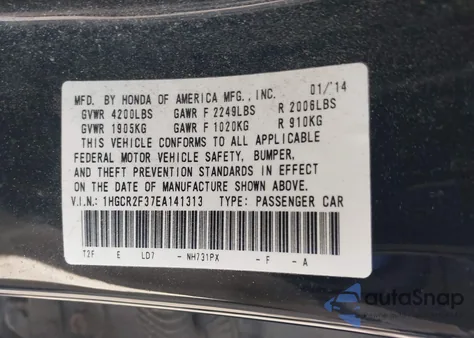 MFD. BY HONDA OF AMERICA MFG., INC. 01/'14
GVWR 4200LBS GAWR F 2249LBS R 2006LBS
GVWR 1905KG GAWR F 1020KG R 910KG
THIS VEHICLE CONFORMS TO ALL APPLICABLE
FEDERAL MOTOR VEHICLE SAFETY, BUMPER,
AND THEFT PREVENTION STANDARDS IN EFFECT
ON THE DATE OF MANUFACTURE SHOWN ABOVE.
V.I.N.: 1HGCR2F37EA141313 TYPE: PASSENGER CAR
T2F E LD7 - NH731PX - F - A
autoSnap